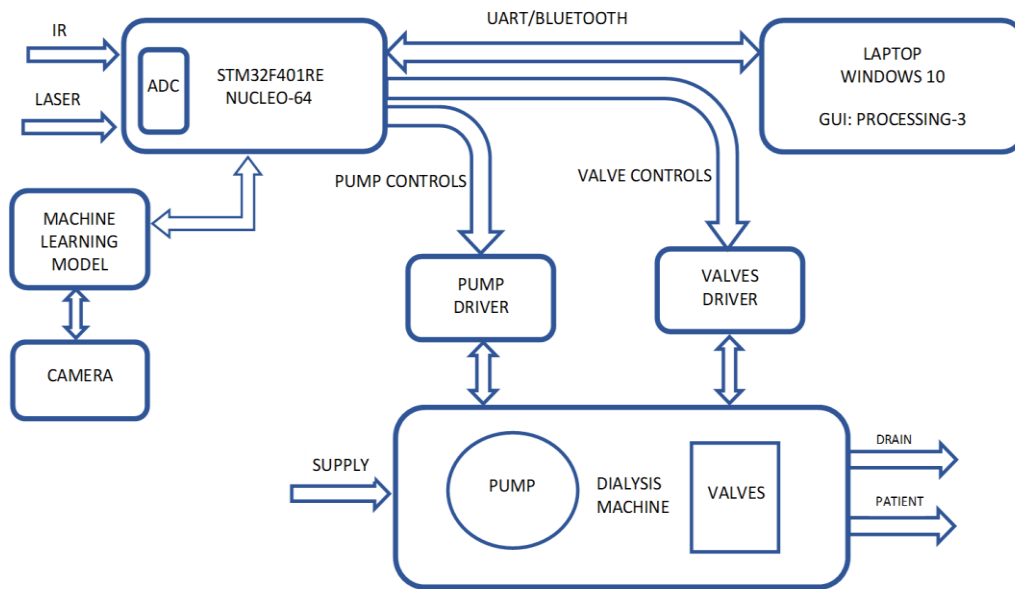 IR
LASER
ADC
STM32F401RE
NUCLEO-64
UART/BLUETOOTH
LAPTOP
WINDOWS 10
GUI: PROCESSING-3
PUMP CONTROLS
VALVE CONTROLS
MACHINE
LEARNING
MODEL
CAMERA
PUMP
DRIVER
VALVES
DRIVER
SUPPLY
PUMP
DIALYSIS
MACHINE
VALVES
DRAIN
PATIENT